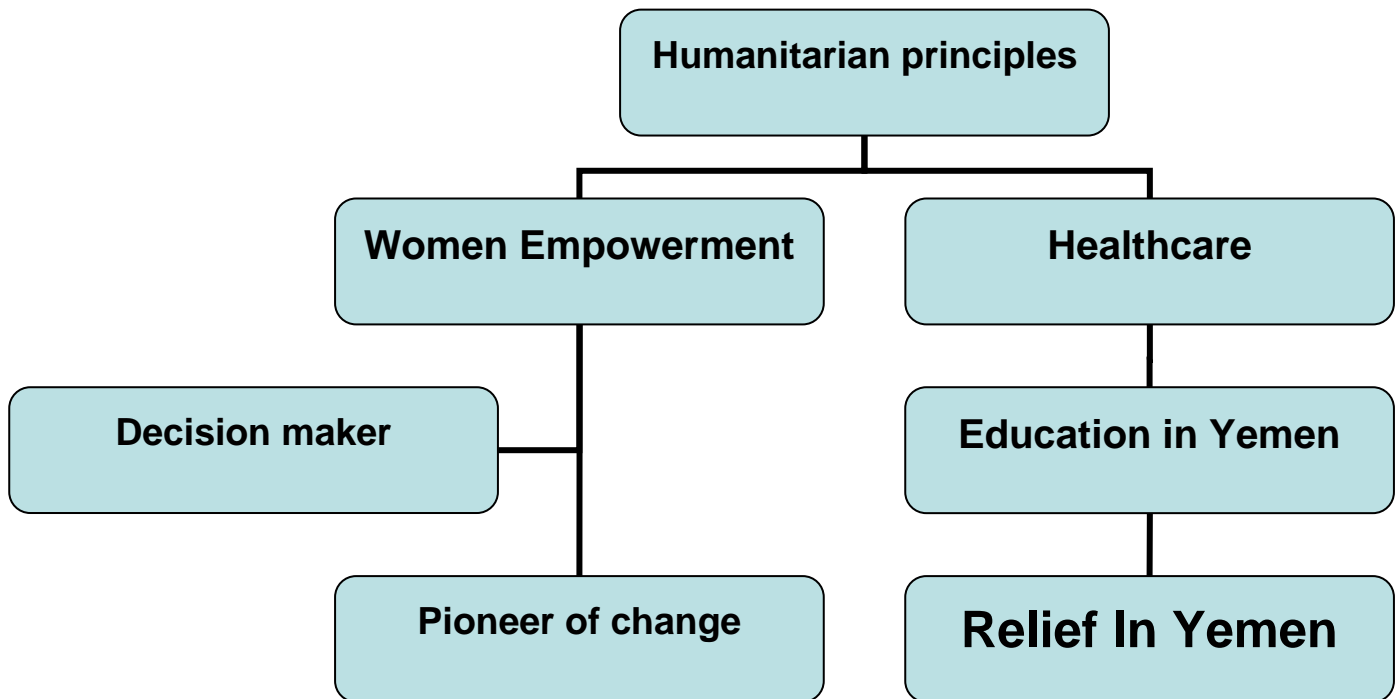 Humanitarian principles
Women Empowerment
Healthcare
Decision maker
Education in Yemen
Pioneer of change
Relief In Yemen